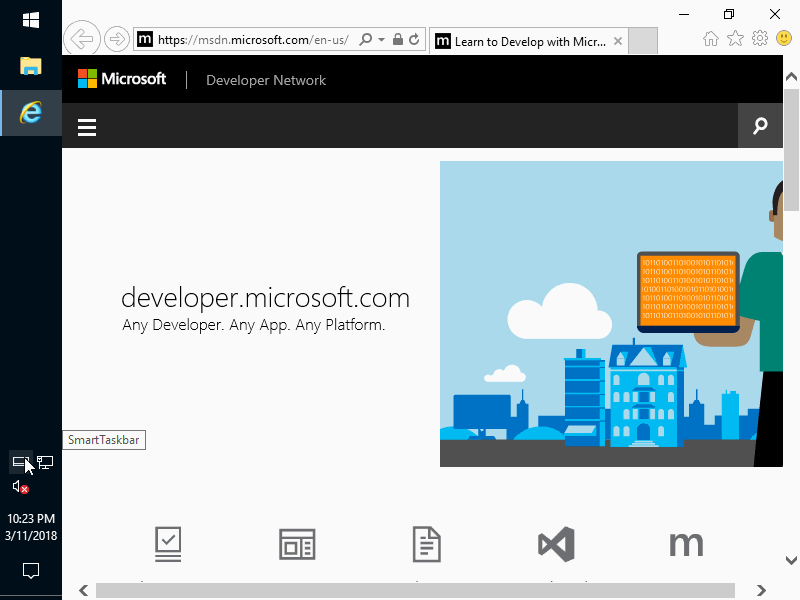 https://msdn.microsoft.com/en-us/
Learn to Develop with Micr...
Microsoft
Developer Network
developer.microsoft.com
Any Developer. Any App. Any Platform.
SmartTaskbar
10:23 PM
3/11/2018